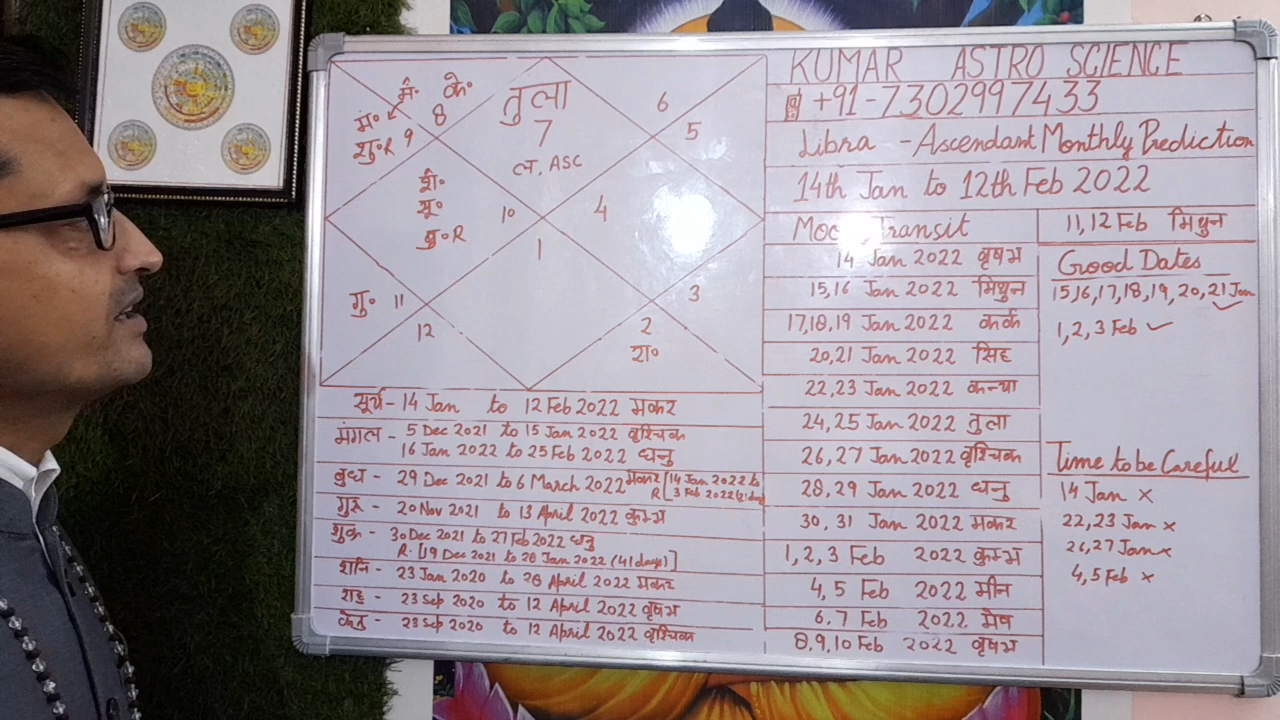 KUMAR ASTRO SCIENCE
+91-7302997433
Libra - Ascendant Monthly Prediction
14th Jan to 12th Feb 2022
तुला
7
ल. ASC
मं० के०
8
मं०
शु०R 9
6
5
श०
सू०
बु०R
10
4
1
गु० 11
12
3
2
रा०
सूर्य - 14 Jan to 12 Feb 2022 मकर
मंगल - 5 Dec 2021 to 15 Jan 2022 वृश्चिक
16 Jan 2022 to 25 Feb 2022 धनु
बुध - 29 Dec 2021 to 6 March 2022 मकर [14 Jan 2022 to
R 3 Feb 2022 (21 days)
गुरु - 20 Nov 2021 to 13 April 2022 कुम्भ
शुक्र - 30 Dec 2021 to 27 Feb 2022 धनु
R. [19 Dec 2021 to 28 Jan 2022 (41 days)]
शनि - 23 Jan 2020 to 28 April 2022 मकर
राहु - 23 Sep 2020 to 12 April 2022 वृषभ
केतु - 23 Sep 2020 to 12 April 2022 वृश्चिक
Moon Transit
14 Jan 2022 वृषभ
15,16 Jan 2022 मिथुन
17,18,19 Jan 2022 कर्क
20,21 Jan 2022 सिंह
22,23 Jan 2022 कन्या
24,25 Jan 2022 तुला
26,27 Jan 2022 वृश्चिक
28,29 Jan 2022 धनु
30,31 Jan 2022 मकर
1,2,3 Feb 2022 कुम्भ
4,5 Feb 2022 मीन
6,7 Feb 2022 मेष
8,9,10 Feb 2022 वृषभ
11,12 Feb मिथुन
Good Dates
15,16,17,18,19,20,21 Jan ✓
1,2,3 Feb ✓
Time to be Careful
14 Jan ×
22,23 Jan ×
26,27 Jan ×
4,5 Feb ×